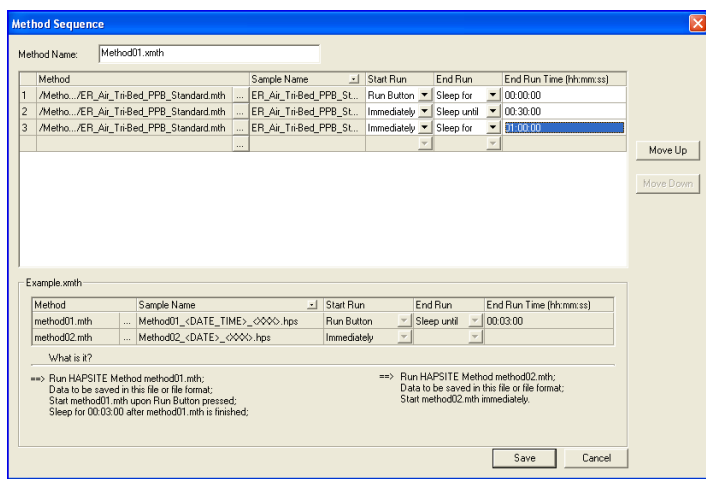 Method Sequence
Method Name: Method01.xmth
Method Sample Name Start Run End Run End Run Time (hh:mm:ss)
1 /Metho.../ER_Air_Tri-Bed_PPB_Standard.mth ... ER_Air_Tri-Bed_PPB_St... Run Button Sleep for 00:00:00
2 /Metho.../ER_Air_Tri-Bed_PPB_Standard.mth ... ER_Air_Tri-Bed_PPB_St... Immediately Sleep until 00:30:00
3 /Metho.../ER_Air_Tri-Bed_PPB_Standard.mth ... ER_Air_Tri-Bed_PPB_St... Immediately Sleep for 01:00:00
...
Move Up
Move Down
Example.xmth
Method Sample Name Start Run End Run End Run Time (hh:mm:ss)
method01.mth ... Method01_<DATE_TIME>_<XXX>.hps Run Button Sleep until 00:03:00
method02.mth ... Method02_<DATE>_<XXX>.hps Immediately
What is it?
==> Run HAPSITE Method method01.mth;
Data to be saved in this file or file format;
Start method01.mth upon Run Button pressed;
Sleep for 00:03:00 after method01.mth is finished;
==> Run HAPSITE Method method02.mth;
Data to be saved in this file or file format;
Start method02.mth immediately.
Save Cancel